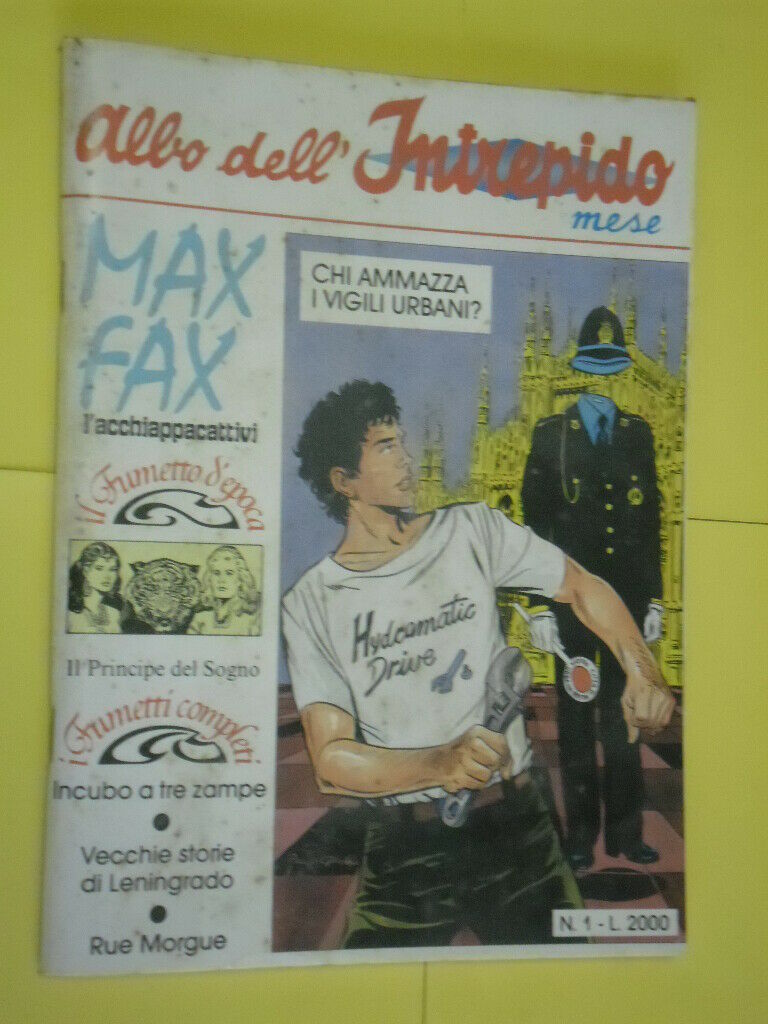 albo dell'Intrepido
mese
MAX
FAX
l'acchiappacattivi
il Fumetto d'epoca
Il Principe del Sogno
i Fumetti completi
Incubo a tre zampe
Vecchie storie
di Leningrado
Rue Morgue
CHI AMMAZZA
I VIGILI URBANI?
Hydromatic
Drive
N. 1 - L. 2000